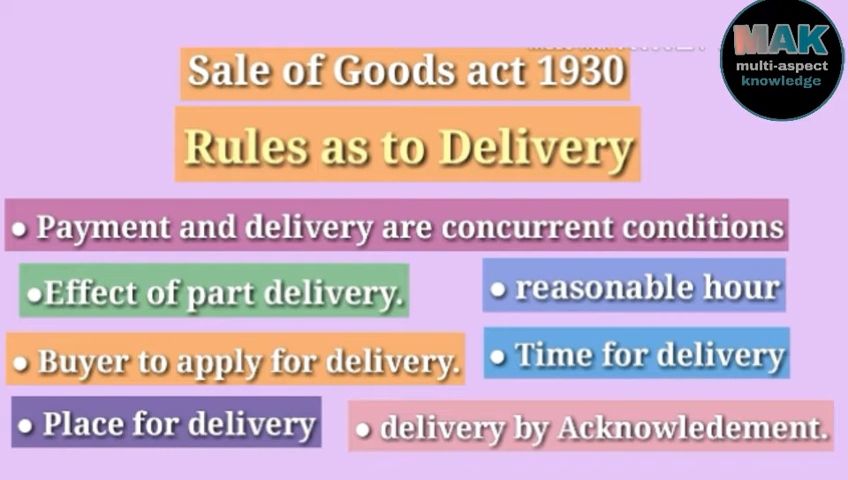 MAK
multi-aspect
knowledge
Sale of Goods act 1930
Rules as to Delivery
• Payment and delivery are concurrent conditions
•Effect of part delivery.
• reasonable hour
• Buyer to apply for delivery.
• Time for delivery
• Place for delivery
• delivery by Acknowledement.